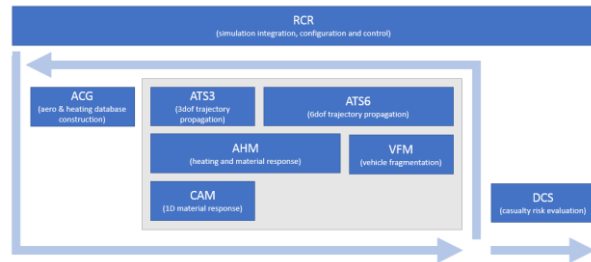 RCR
(simulation integration, configuration and control)
ACG
(aero & heating database
construction)
ATS3
(3dof trajectory
propagation)
ATS6
(6dof trajectory propagation)
AHM
(heating and material response)
VFM
(vehicle fragmentation)
CAM
(1D material response)
DCS
(casualty risk evaluation)